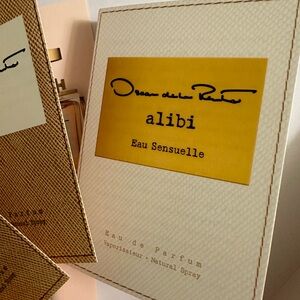 Oscar de la Renta
alibi
Eau Sensuelle
Eau de Parfum
Vaporisateur · Natural Spray